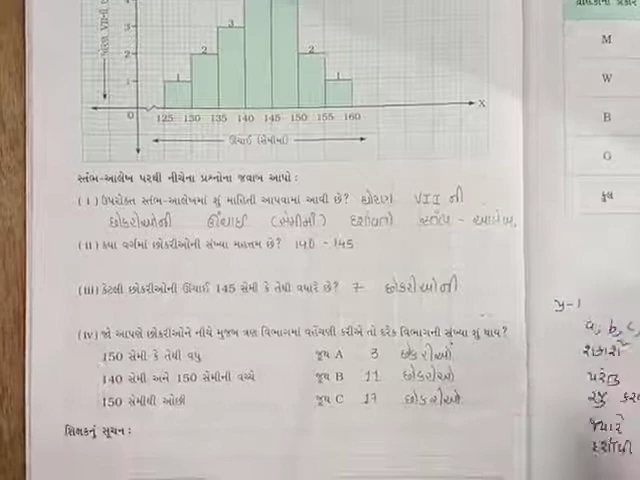 4
3
2
1
1
2
3
2
1
0
125 130 135 140 145 150 155 160
X
ઊંચાઈ (સેમીમાં)
સ્તંભ-આલેખ પરથી નીચેના પ્રશ્નોના જવાબ આપો :
(i) ઉપરોક્ત સ્તંભ-આલેખમાં શું માહિતી આપવામાં આવી છે? ધોરણ VII ની
છોકરીઓની ઊંચાઈ (સેમીમાં) દર્શાવતો સ્તંભ - આલેખ.
(ii) કયા વર્ગમાં છોકરીઓની સંખ્યા મહત્તમ છે? 140 - 145
(iii) કેટલી છોકરીઓની ઊંચાઈ 145 સેમી કે તેથી વધારે છે? 7 છોકરીઓની
(iv) જો આપણે છોકરીઓને નીચે મુજબ ત્રણ વિભાગમાં વહેંચણી કરીએ તો દરેક વિભાગની સંખ્યા શું થાય?
150 સેમી કે તેથી વધુ જૂથ A 3 છોકરીઓ
140 સેમી અને 150 સેમીની વચ્ચે જૂથ B 11 છોકરીઓ
150 સેમીથી ઓછી જૂથ C 17 છોકરીઓ
શિક્ષકનું સૂચન :
M
W
B
G
કુલ
y-1
a, b, c,
પરંતુ
રજુ કર
જ્યારે